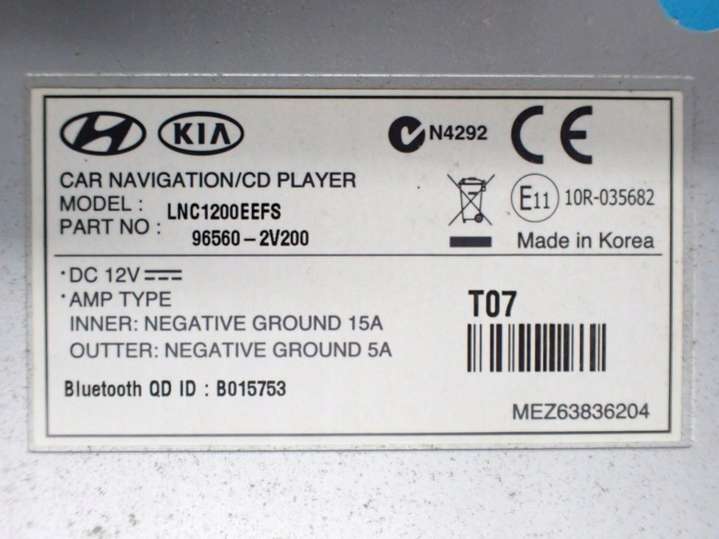 KIA
N4292
CE
CAR NAVIGATION/CD PLAYER
MODEL : LNC1200EEFS
PART NO : 96560-2V200
E11 10R-035682
Made in Korea
·DC 12V
·AMP TYPE
INNER: NEGATIVE GROUND 15A
OUTTER: NEGATIVE GROUND 5A
T07
Bluetooth QD ID : B015753
MEZ63836204